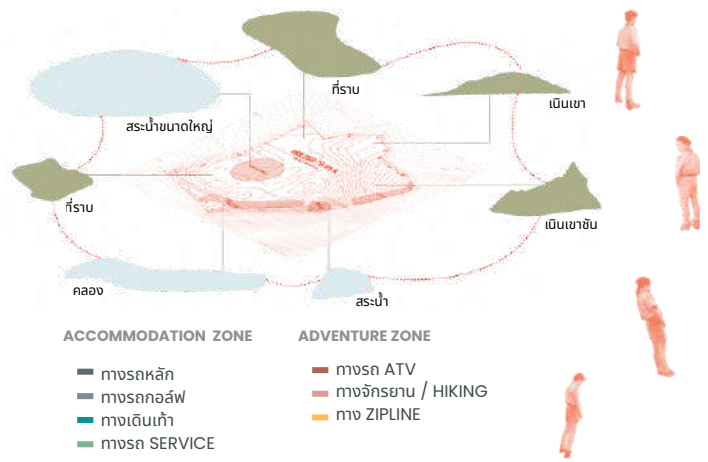 ที่ราบ
เนินเขา
สระน้ำขนาดใหญ่
ที่ราบ
เนินเขาชัน
คลอง
สระน้ำ
ACCOMMODATION ZONE
ทางรถหลัก
ทางรถกอล์ฟ
ทางเดินเท้า
ทางรถ SERVICE
ADVENTURE ZONE
ทางรถ ATV
ทางจักรยาน / HIKING
ทาง ZIPLINE